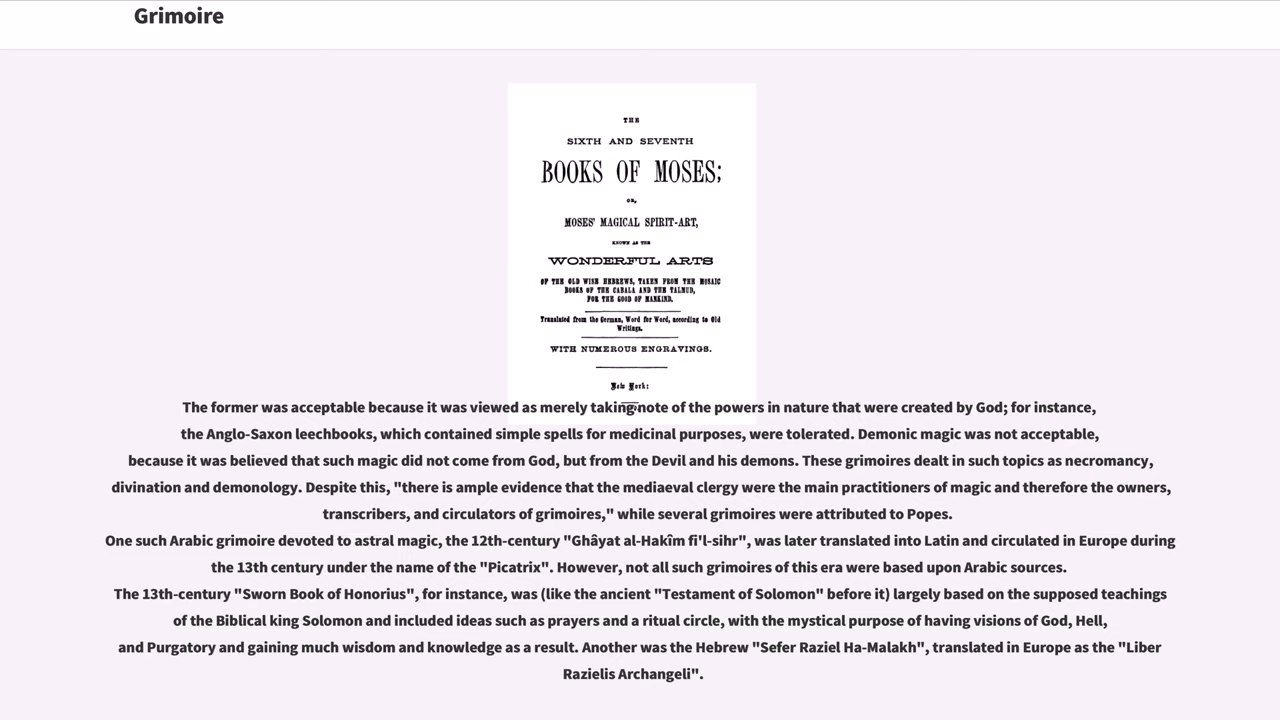 Grimoire
THE
SIXTH AND SEVENTH
BOOKS OF MOSES;
OR,
MOSES' MAGICAL SPIRIT-ART,
KNOWN AS THE
WONDERFUL ARTS
OF THE OLD WISE HEBREWS, TAKEN FROM THE MOSAIC
BOOKS OF THE CABALA AND THE TALMUD,
FOR THE GOOD OF MANKIND.
Translated from the German, Word for Word, according to Old
Writings.
WITH NUMEROUS ENGRAVINGS.
New York:
The former was acceptable because it was viewed as merely taking note of the powers in nature that were created by God; for instance,
the Anglo-Saxon leechbooks, which contained simple spells for medicinal purposes, were tolerated. Demonic magic was not acceptable,
because it was believed that such magic did not come from God, but from the Devil and his demons. These grimoires dealt in such topics as necromancy,
divination and demonology. Despite this, "there is ample evidence that the mediaeval clergy were the main practitioners of magic and therefore the owners,
transcribers, and circulators of grimoires," while several grimoires were attributed to Popes.
One such Arabic grimoire devoted to astral magic, the 12th-century "Ghâyat al-Hakîm fi'l-sihr", was later translated into Latin and circulated in Europe during
the 13th century under the name of the "Picatrix". However, not all such grimoires of this era were based upon Arabic sources.
The 13th-century "Sworn Book of Honorius", for instance, was (like the ancient "Testament of Solomon" before it) largely based on the supposed teachings
of the Biblical king Solomon and included ideas such as prayers and a ritual circle, with the mystical purpose of having visions of God, Hell,
and Purgatory and gaining much wisdom and knowledge as a result. Another was the Hebrew "Sefer Raziel Ha-Malakh", translated in Europe as the "Liber
Razielis Archangeli".